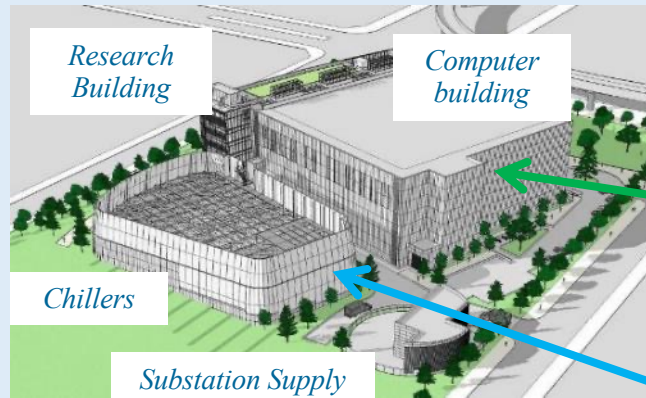 Research
Building
Computer
building
Chillers
Substation Supply